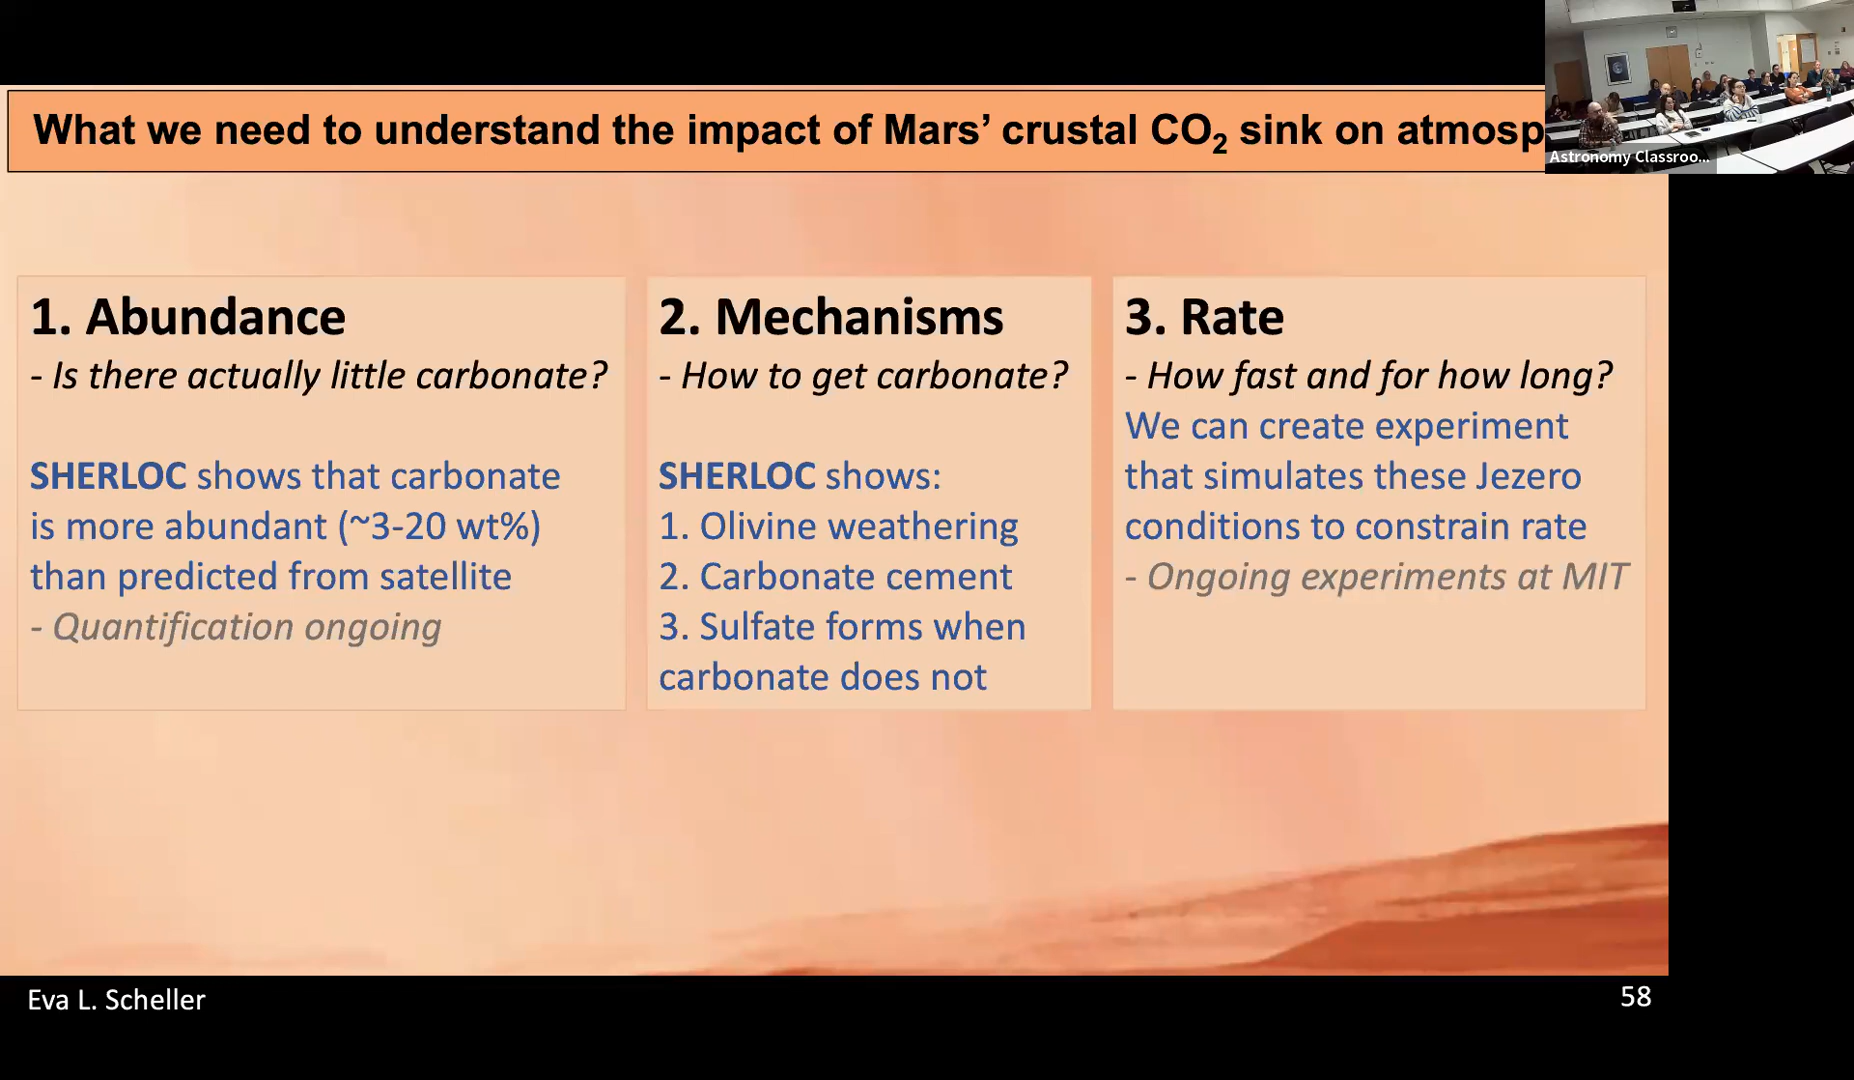 What we need to understand the impact of Mars’ crustal CO₂ sink on atmosp
Astronomy Classroo...
1. Abundance
- Is there actually little carbonate?
SHERLOC shows that carbonate
is more abundant (~3-20 wt%)
than predicted from satellite
- Quantification ongoing
2. Mechanisms
- How to get carbonate?
SHERLOC shows:
1. Olivine weathering
2. Carbonate cement
3. Sulfate forms when
carbonate does not
3. Rate
- How fast and for how long?
We can create experiment
that simulates these Jezero
conditions to constrain rate
- Ongoing experiments at MIT
Eva L. Scheller
58